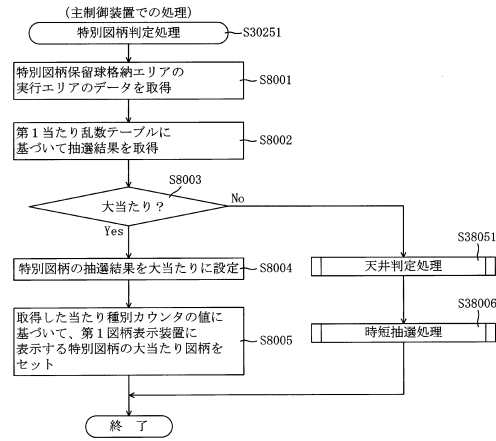 （主制御装置での処理）
特別図柄判定処理
S30251
特別図柄保留球格納エリアの
実行エリアのデータを取得
S8001
第１当たり乱数テーブルに
基づいて抽選結果を取得
S8002
S8003
大当たり？
No
Yes
S38051
天井判定処理
特別図柄の抽選結果を大当たりに設定
S8004
S38006
時短抽選処理
取得した当たり種別カウンタの値に
基づいて、第１図柄表示装置に
表示する特別図柄の大当たり図柄を
セット
S8005
終　了